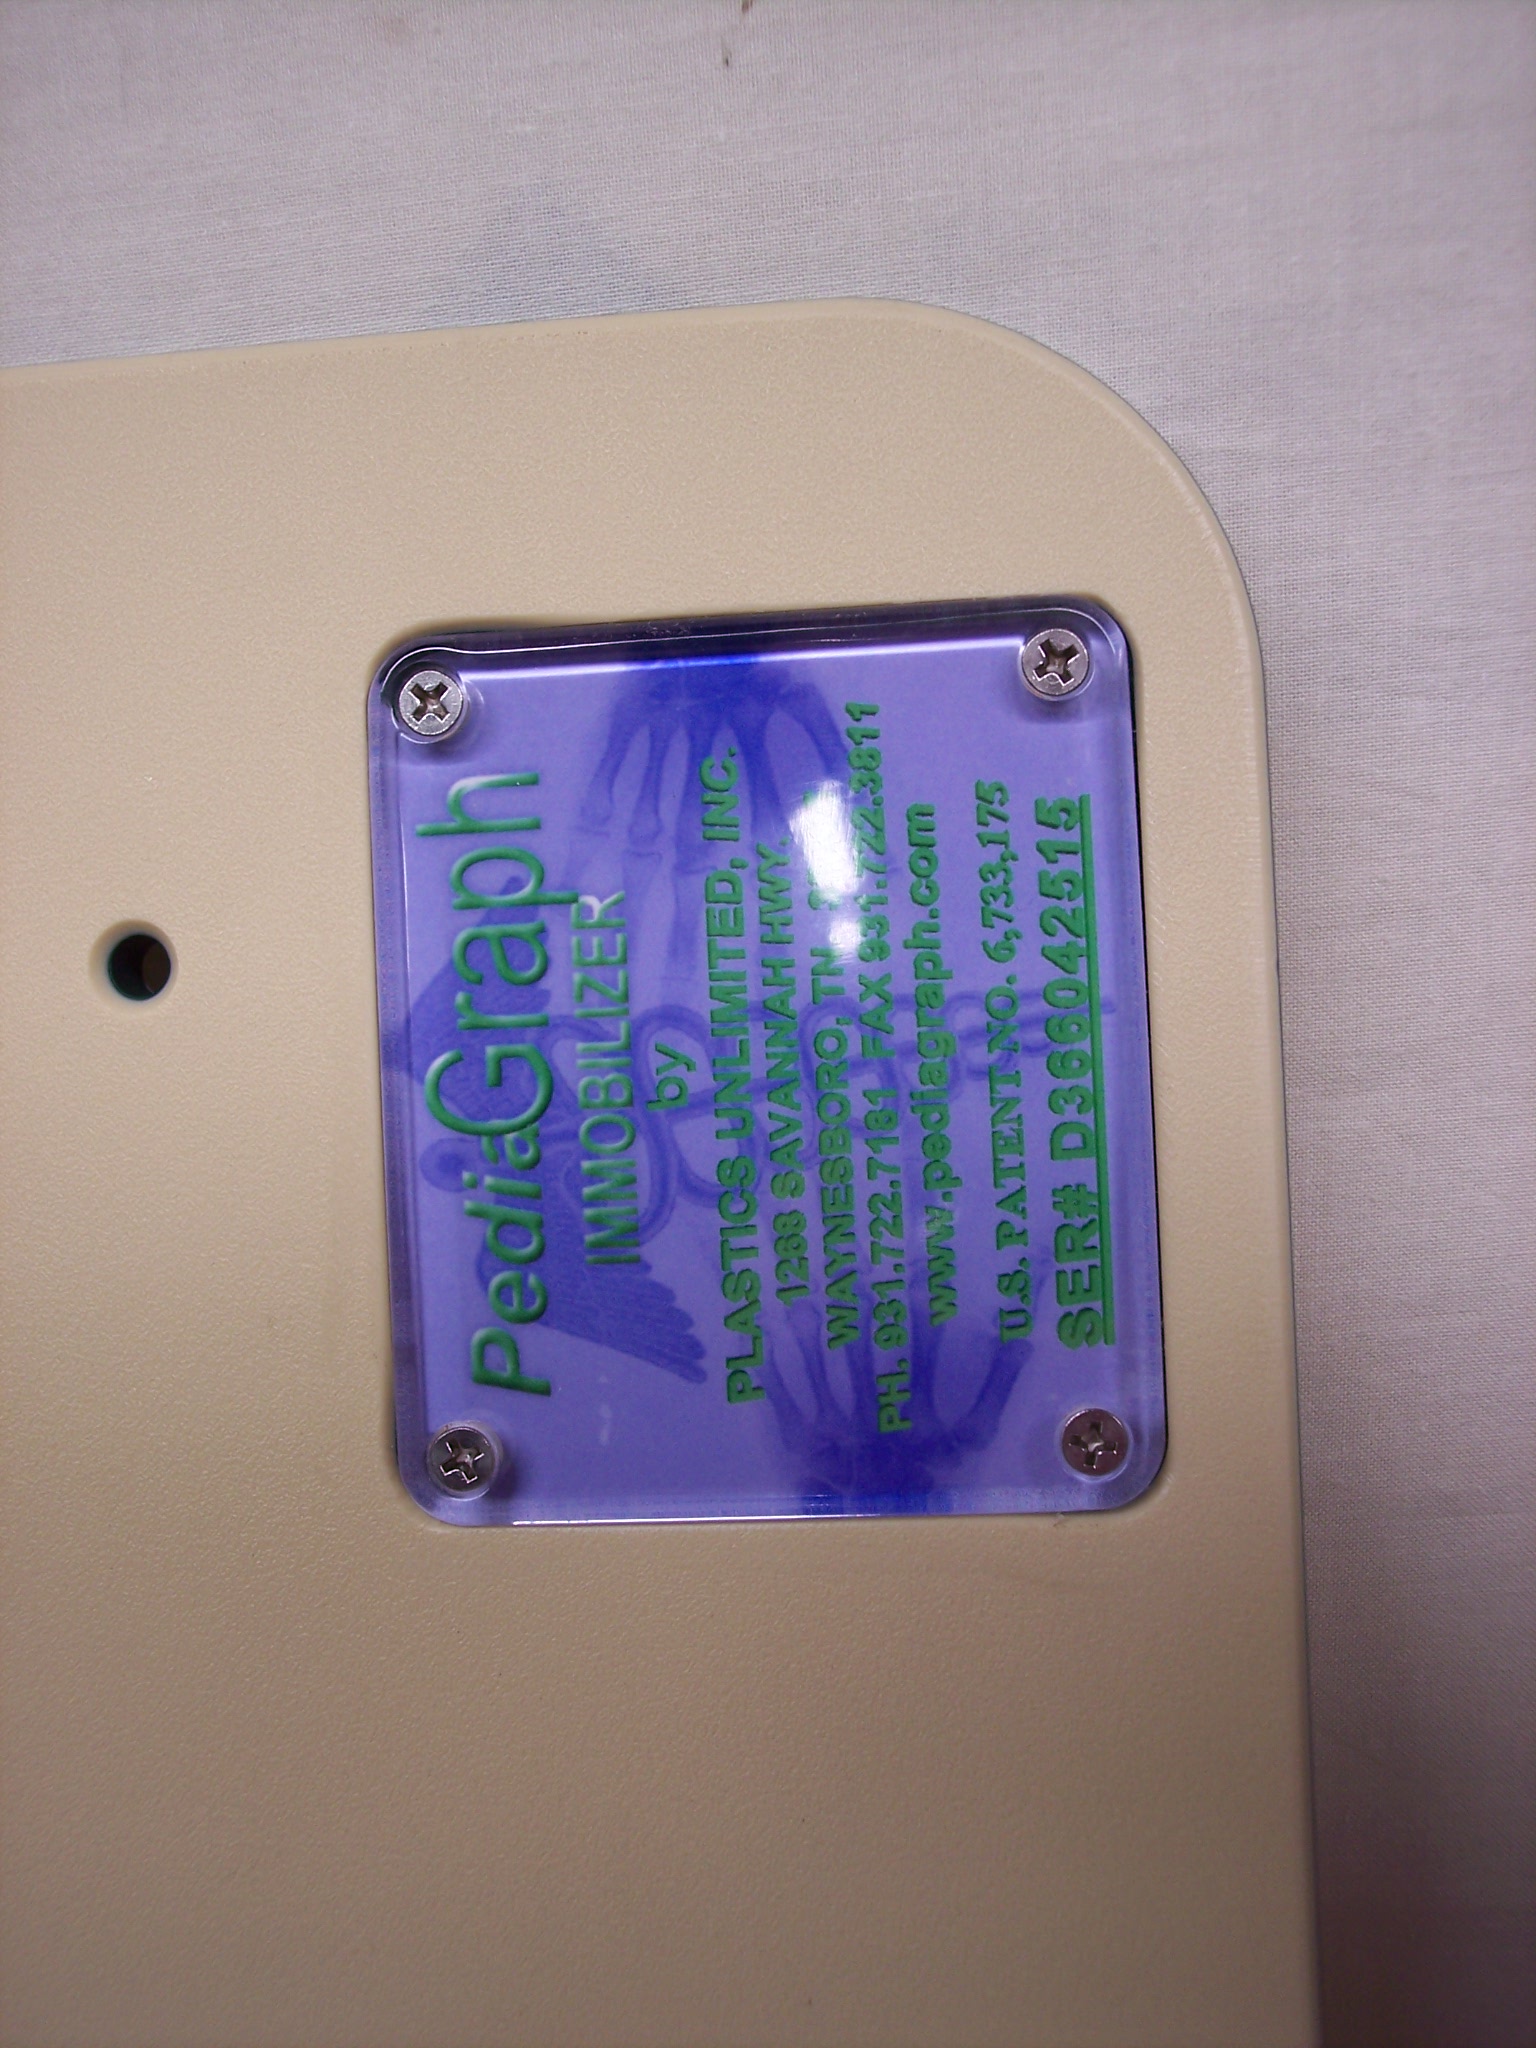 PediaGraph
IMMOBILIZER
by
PLASTICS UNLIMITED, INC.
1268 SAVANNAH HWY.
WAYNESBORO, TN.
PH. 931.722.7181 FAX 931.722.3811
www.pediagraph.com
U.S. PATENT NO. 6,733,175
SER# D366042515